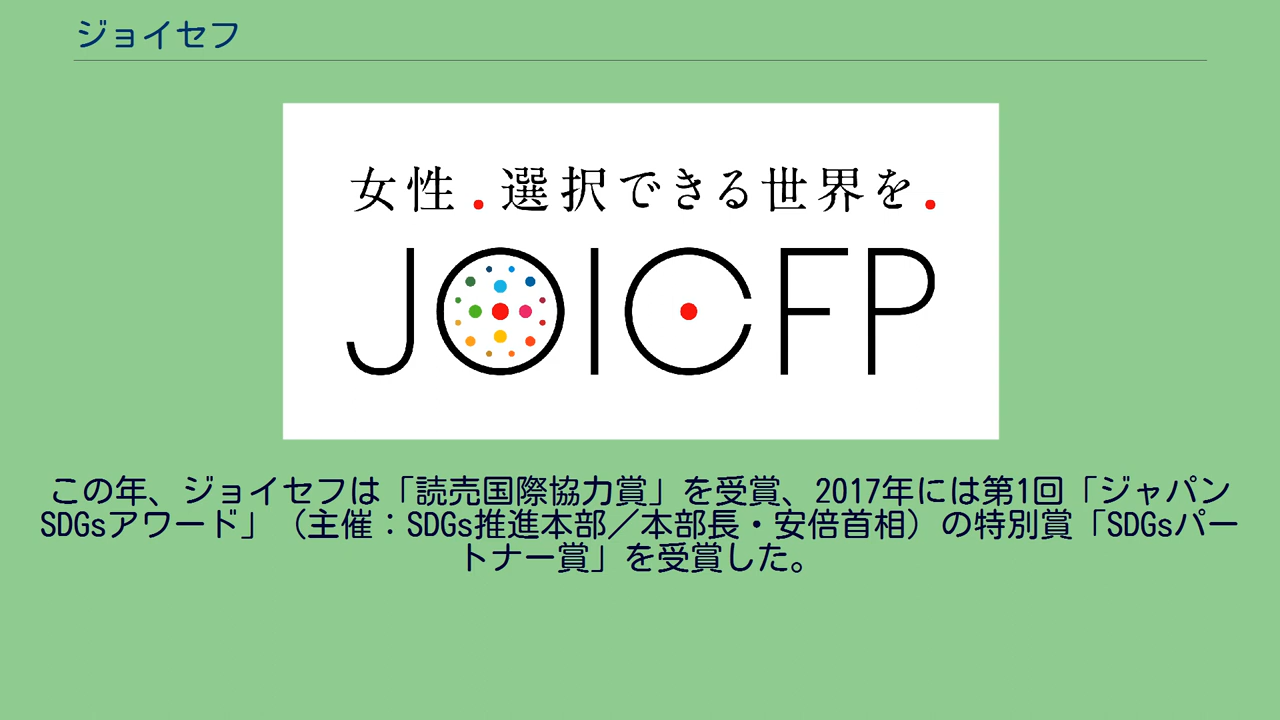 ジョイセフ
女性.選択できる世界を.
JOICFP
この年、ジョイセフは「読売国際協力賞」を受賞、2017年には第1回「ジャパン
SDGsアワード」（主催：SDGs推進本部／本部長・安倍首相）の特別賞「SDGsパー
トナー賞」を受賞した。